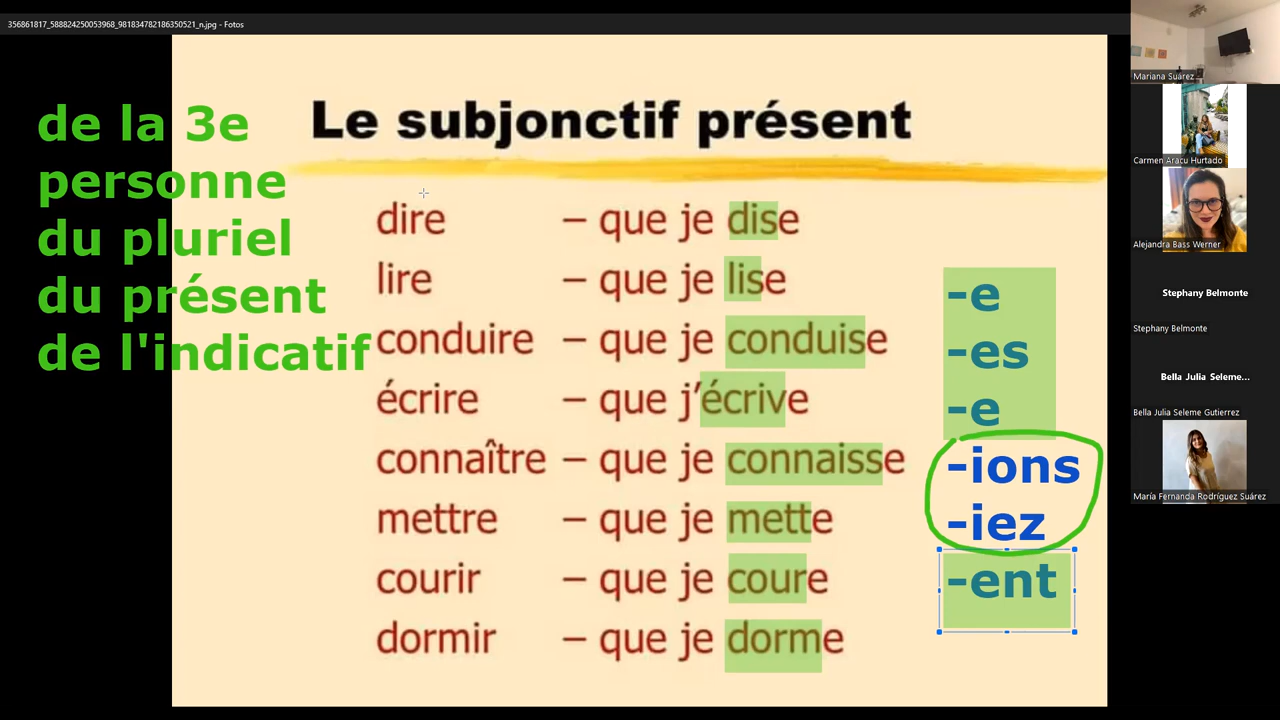 356861817_588824250053968_981834782186350521_n.jpg - Fotos
de la 3e
personne
du pluriel
du présent
de l'indicatif
Le subjonctif présent
dire – que je dise
lire – que je lise
conduire – que je conduise
écrire – que j'écrive
connaître – que je connaisse
mettre – que je mette
courir – que je coure
dormir – que je dorme
-e
-es
-e
-ions
-iez
-ent
Mariana Suárez
Carmen Aracu Hurtado
Alejandra Bass Werner
Stephany Belmonte
Stephany Belmonte
Bella Julia Seleme...
Bella Julia Seleme Gutierrez
María Fernanda Rodríguez Suárez